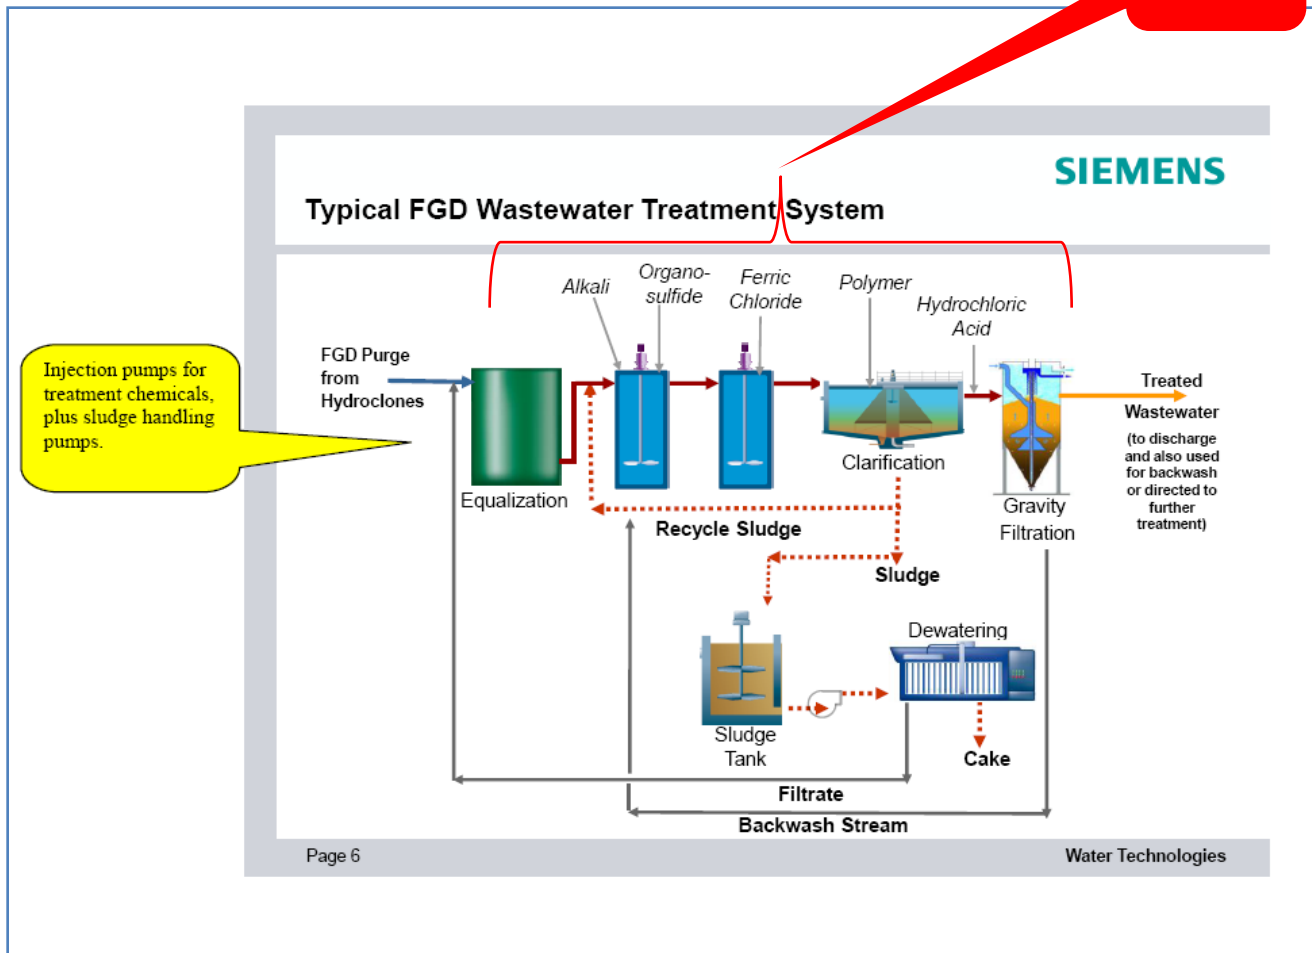 SIEMENS
Typical FGD Wastewater Treatment System
Alkali
Organo-
sulfide
Ferric
Chloride
Polymer
Hydrochloric
Acid
FGD Purge
from
Hydroclones
Injection pumps for
treatment chemicals,
plus sludge handling
pumps.
Equalization
Clarification
Gravity
Filtration
Treated
Wastewater
(to discharge
and also used
for backwash
or directed to
further
treatment)
Recycle Sludge
Sludge
Dewatering
Sludge
Tank
Cake
Filtrate
Backwash Stream
Page 6
Water Technologies